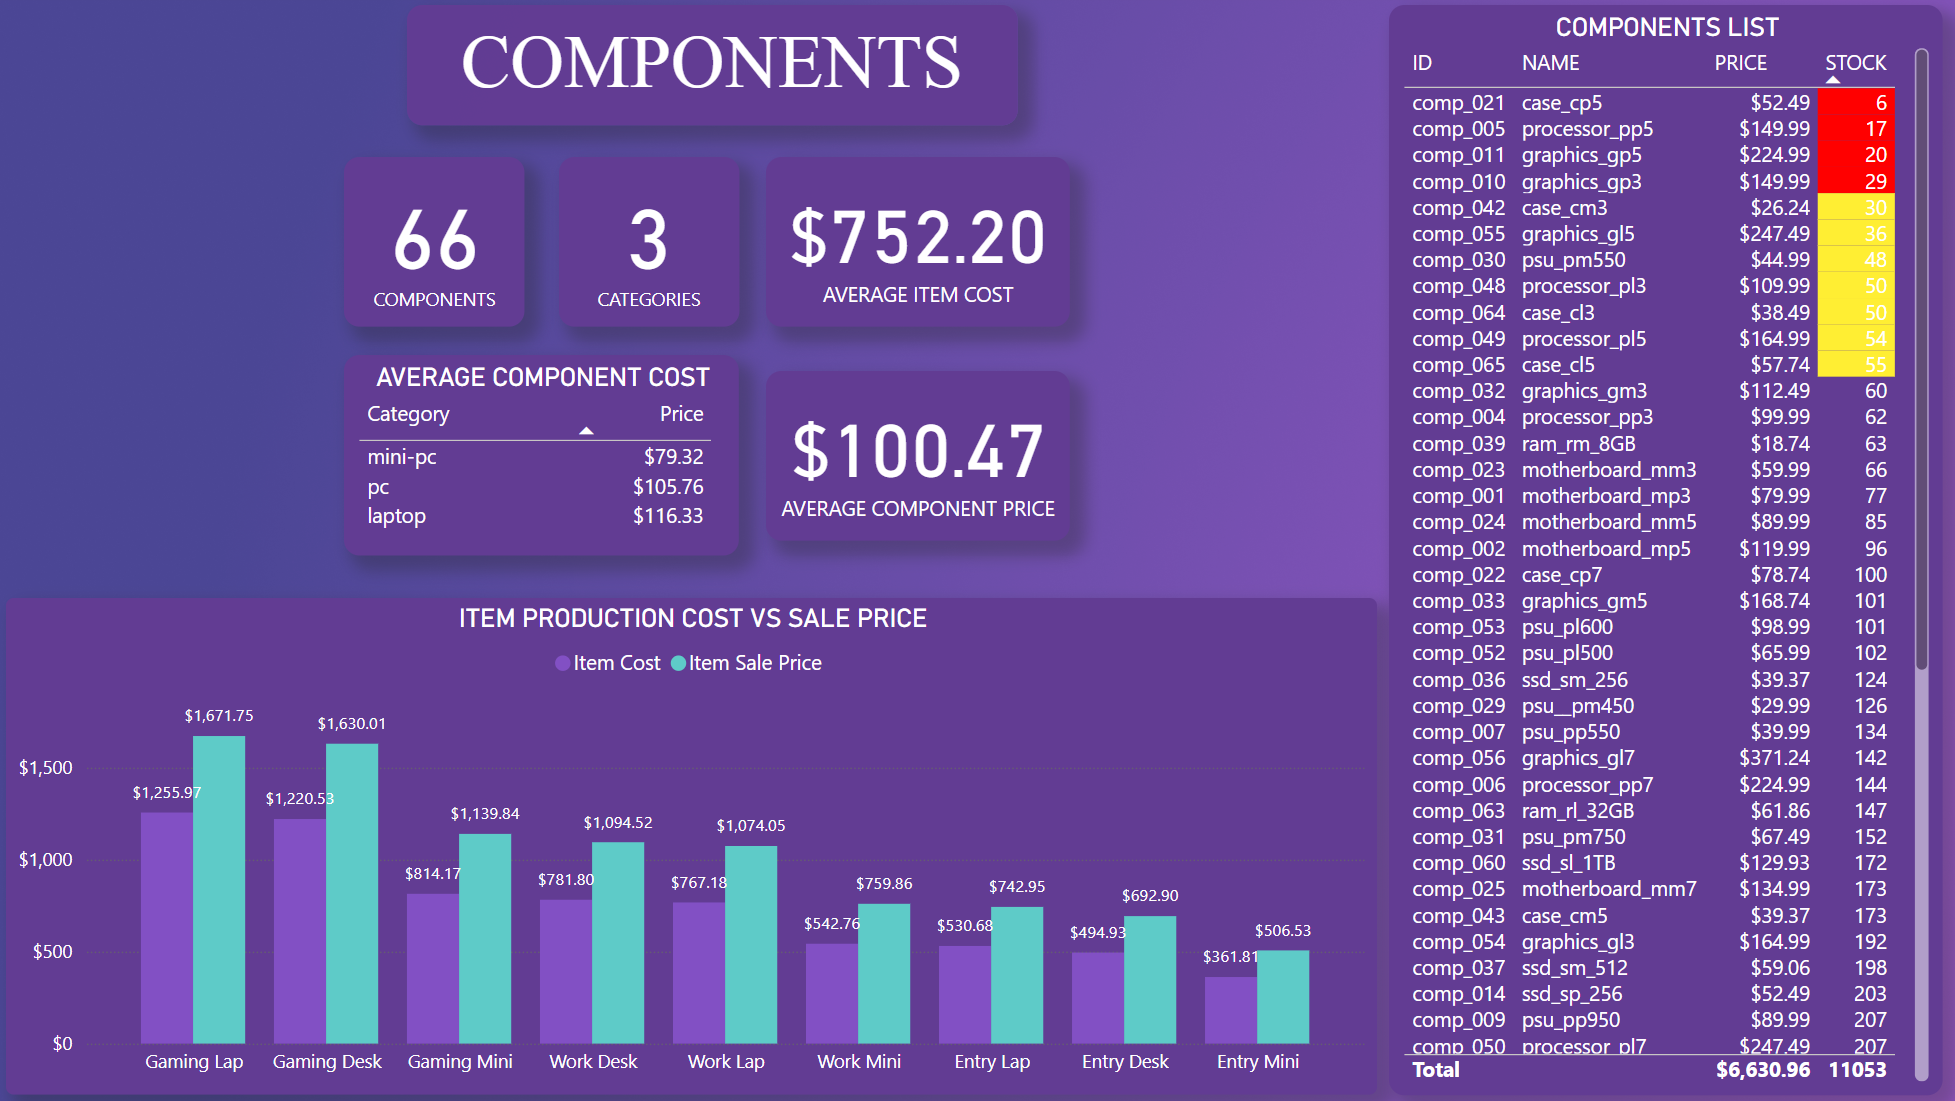 COMPONENTS
66
COMPONENTS
3
CATEGORIES
$752.20
AVERAGE ITEM COST
AVERAGE COMPONENT COST
Category Price
mini-pc $79.32
pc $105.76
laptop $116.33
$100.47
AVERAGE COMPONENT PRICE
ITEM PRODUCTION COST VS SALE PRICE
Item Cost Item Sale Price
$1,671.75
$1,630.01
$1,500
$1,255.97
$1,220.53
$1,139.84
$1,094.52
$1,074.05
$1,000
$814.17
$781.80
$767.18
$759.86
$742.95
$692.90
$542.76
$530.68
$494.93
$506.53
$500
$361.81
$0
Gaming Lap Gaming Desk Gaming Mini Work Desk Work Lap Work Mini Entry Lap Entry Desk Entry Mini
COMPONENTS LIST
ID NAME PRICE STOCK
comp_021 case_cp5 $52.49 6
comp_005 processor_pp5 $149.99 17
comp_011 graphics_gp5 $224.99 20
comp_010 graphics_gp3 $149.99 29
comp_042 case_cm3 $26.24 30
comp_055 graphics_gl5 $247.49 36
comp_030 psu_pm550 $44.99 48
comp_048 processor_pl3 $109.99 50
comp_064 case_cl3 $38.49 50
comp_049 processor_pl5 $164.99 54
comp_065 case_cl5 $57.74 55
comp_032 graphics_gm3 $112.49 60
comp_004 processor_pp3 $99.99 62
comp_039 ram_rm_8GB $18.74 63
comp_023 motherboard_mm3 $59.99 66
comp_001 motherboard_mp3 $79.99 77
comp_024 motherboard_mm5 $89.99 85
comp_002 motherboard_mp5 $119.99 96
comp_022 case_cp7 $78.74 100
comp_033 graphics_gm5 $168.74 101
comp_053 psu_pl600 $98.99 101
comp_052 psu_pl500 $65.99 102
comp_036 ssd_sm_256 $39.37 124
comp_029 psu__pm450 $29.99 126
comp_007 psu_pp550 $39.99 134
comp_056 graphics_gl7 $371.24 142
comp_006 processor_pp7 $224.99 144
comp_063 ram_rl_32GB $61.86 147
comp_031 psu_pm750 $67.49 152
comp_060 ssd_sl_1TB $129.93 172
comp_025 motherboard_mm7 $134.99 173
comp_043 case_cm5 $39.37 173
comp_054 graphics_gl3 $164.99 192
comp_037 ssd_sm_512 $59.06 198
comp_014 ssd_sp_256 $52.49 203
comp_009 psu_pp950 $89.99 207
comp_050 processor_pl7 $247.49 207
Total $6,630.96 11053